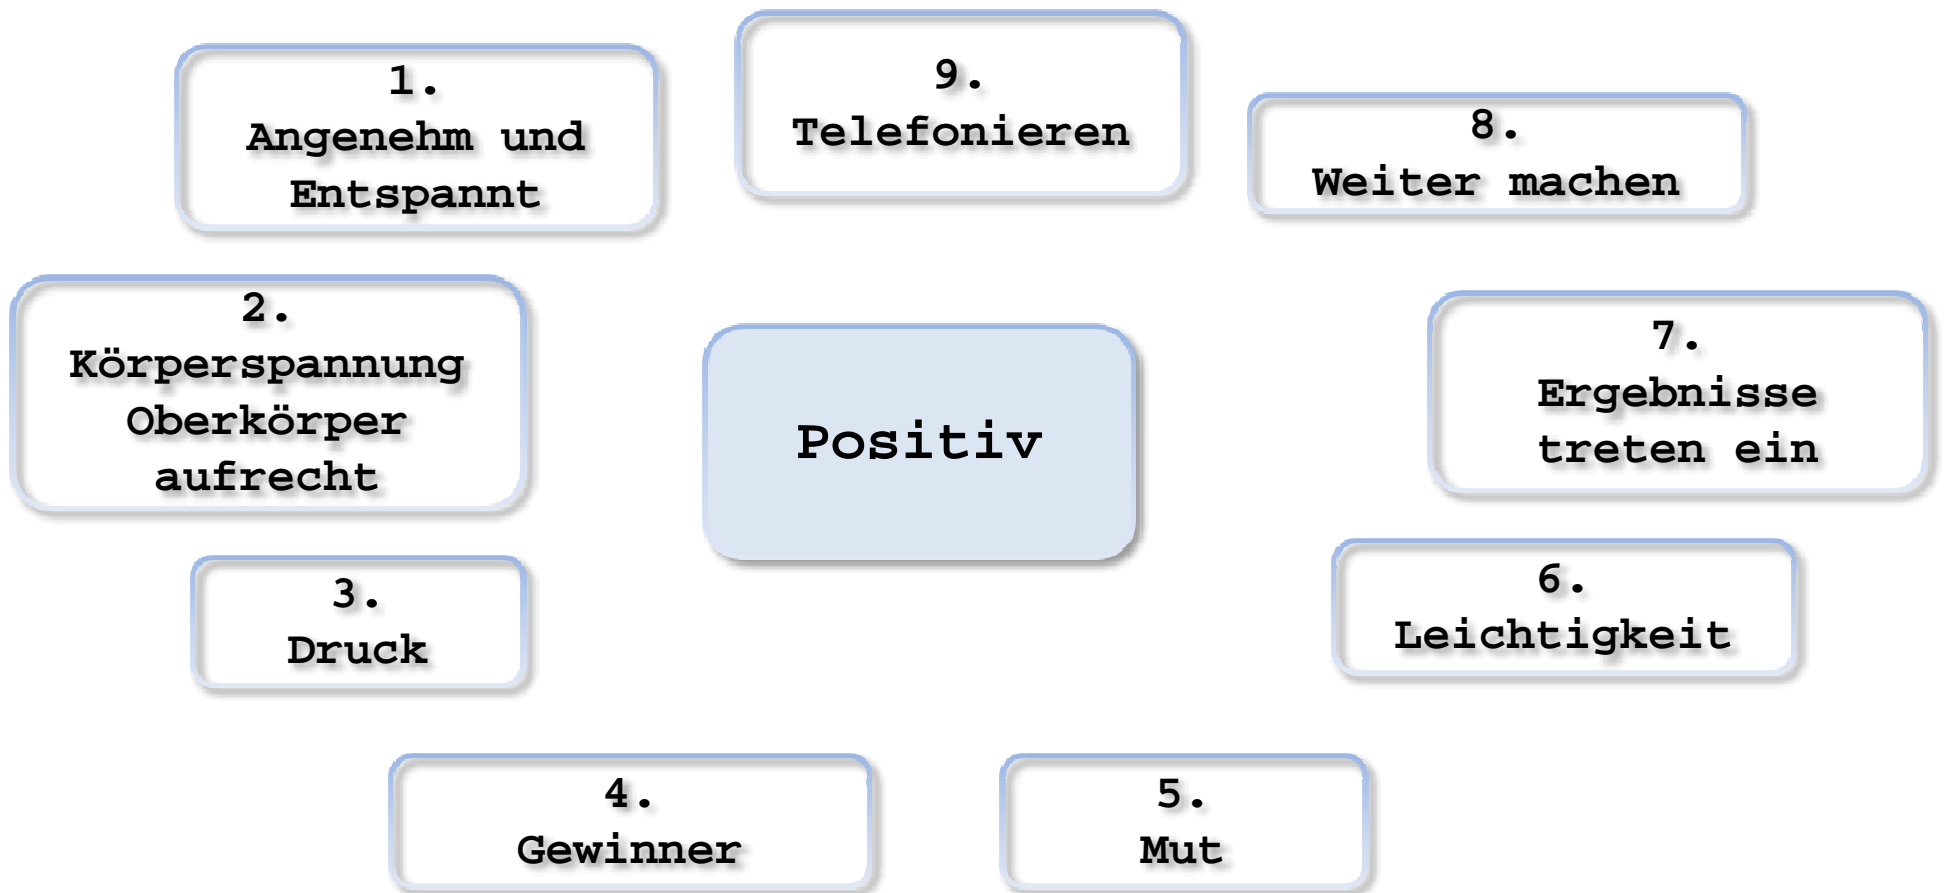 1.
Angenehm und
Entspannt
9.
Telefonieren
8.
Weiter machen
2.
Körperspannung
Oberkörper
aufrecht
Positiv
7.
Ergebnisse
treten ein
3.
Druck
6.
Leichtigkeit
4.
Gewinner
5.
Mut